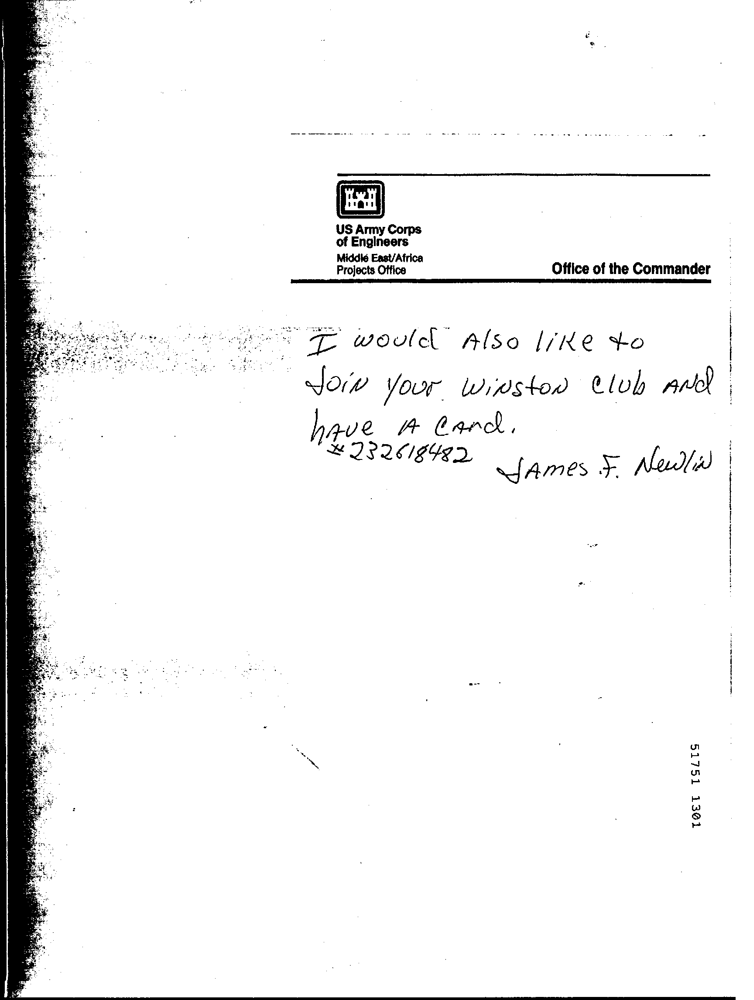 US Army Corps
of Engineers
Middle East/Africa
Projects Office
Office of the Commander
I would Also like to
Join your Winston Club AND
have A CArd.
#232618482
JAmes F. Newlin
51751 1301